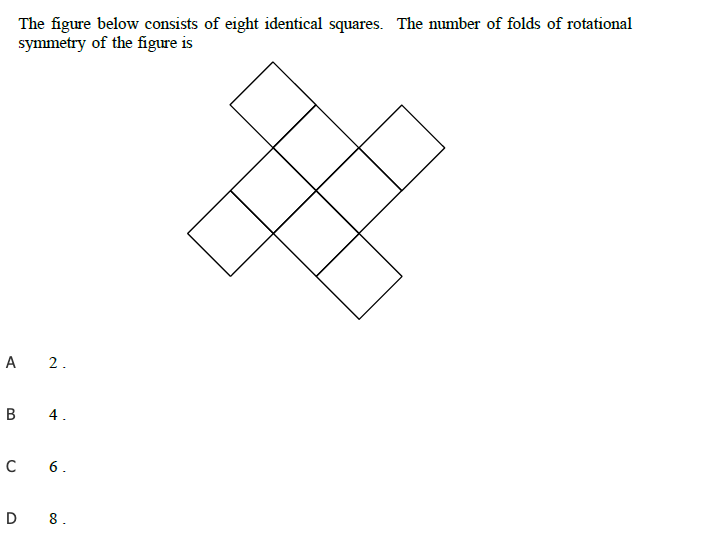 The figure below consists of eight identical squares. The number of folds of rotational
symmetry of the figure is
A 2 .
B 4 .
C 6 .
D 8 .